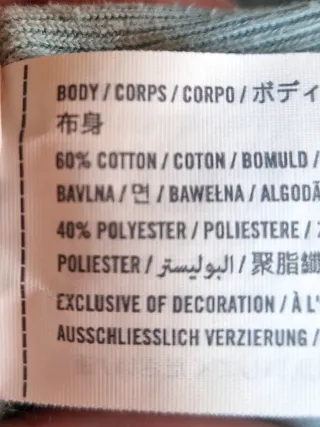 BODY / CORPS / CORPO / ボディ
布身
60% COTTON / COTON / BOMULD /
BAVLNA / 면 / BAWEŁNA / ALGODÃ
40% POLYESTER / POLIESTERE /
POLIESTER / البوليستر / 聚脂纖
EXCLUSIVE OF DECORATION / À L'
AUSSCHLIESSLICH VERZIERUNG /